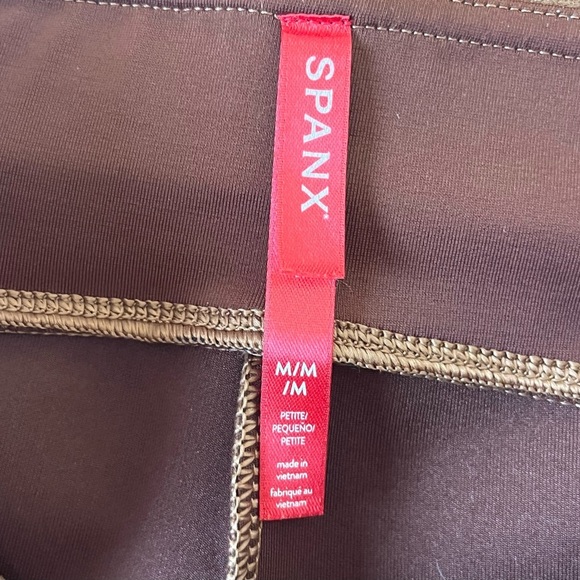 SPANX®
M/M
/M
PETITE/
PEQUEÑO/
PETITE
made in
vietnam
fabriqué au
vietnam